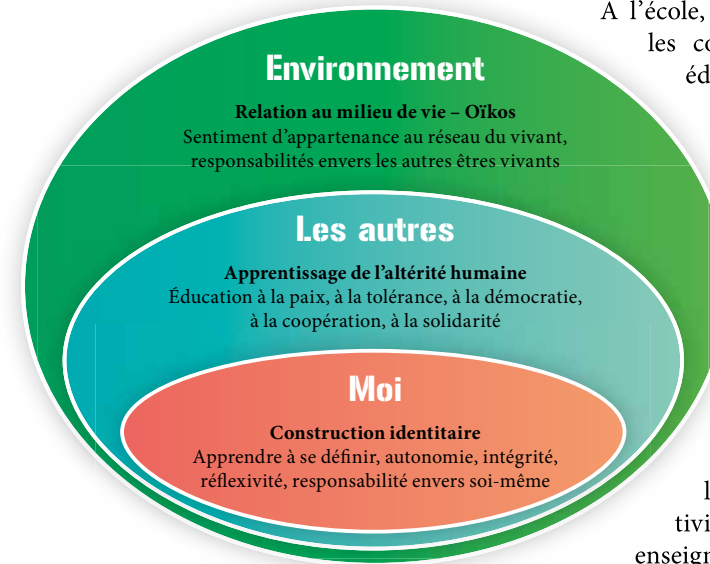 A l’école,
les
Environnement
Relation au milieu de vie – Oïkos
Sentiment d’appartenance au réseau du vivant,
responsabilités envers les autres êtres vivants
Les autres
Apprentissage de l’altérité humaine
Éducation à la paix, à la tolérance, à la démocratie,
à la coopération, à la solidarité
Moi
Construction identitaire
Apprendre à se définir, autonomie, intégrité,
réflexivité, responsabilité envers soi-même